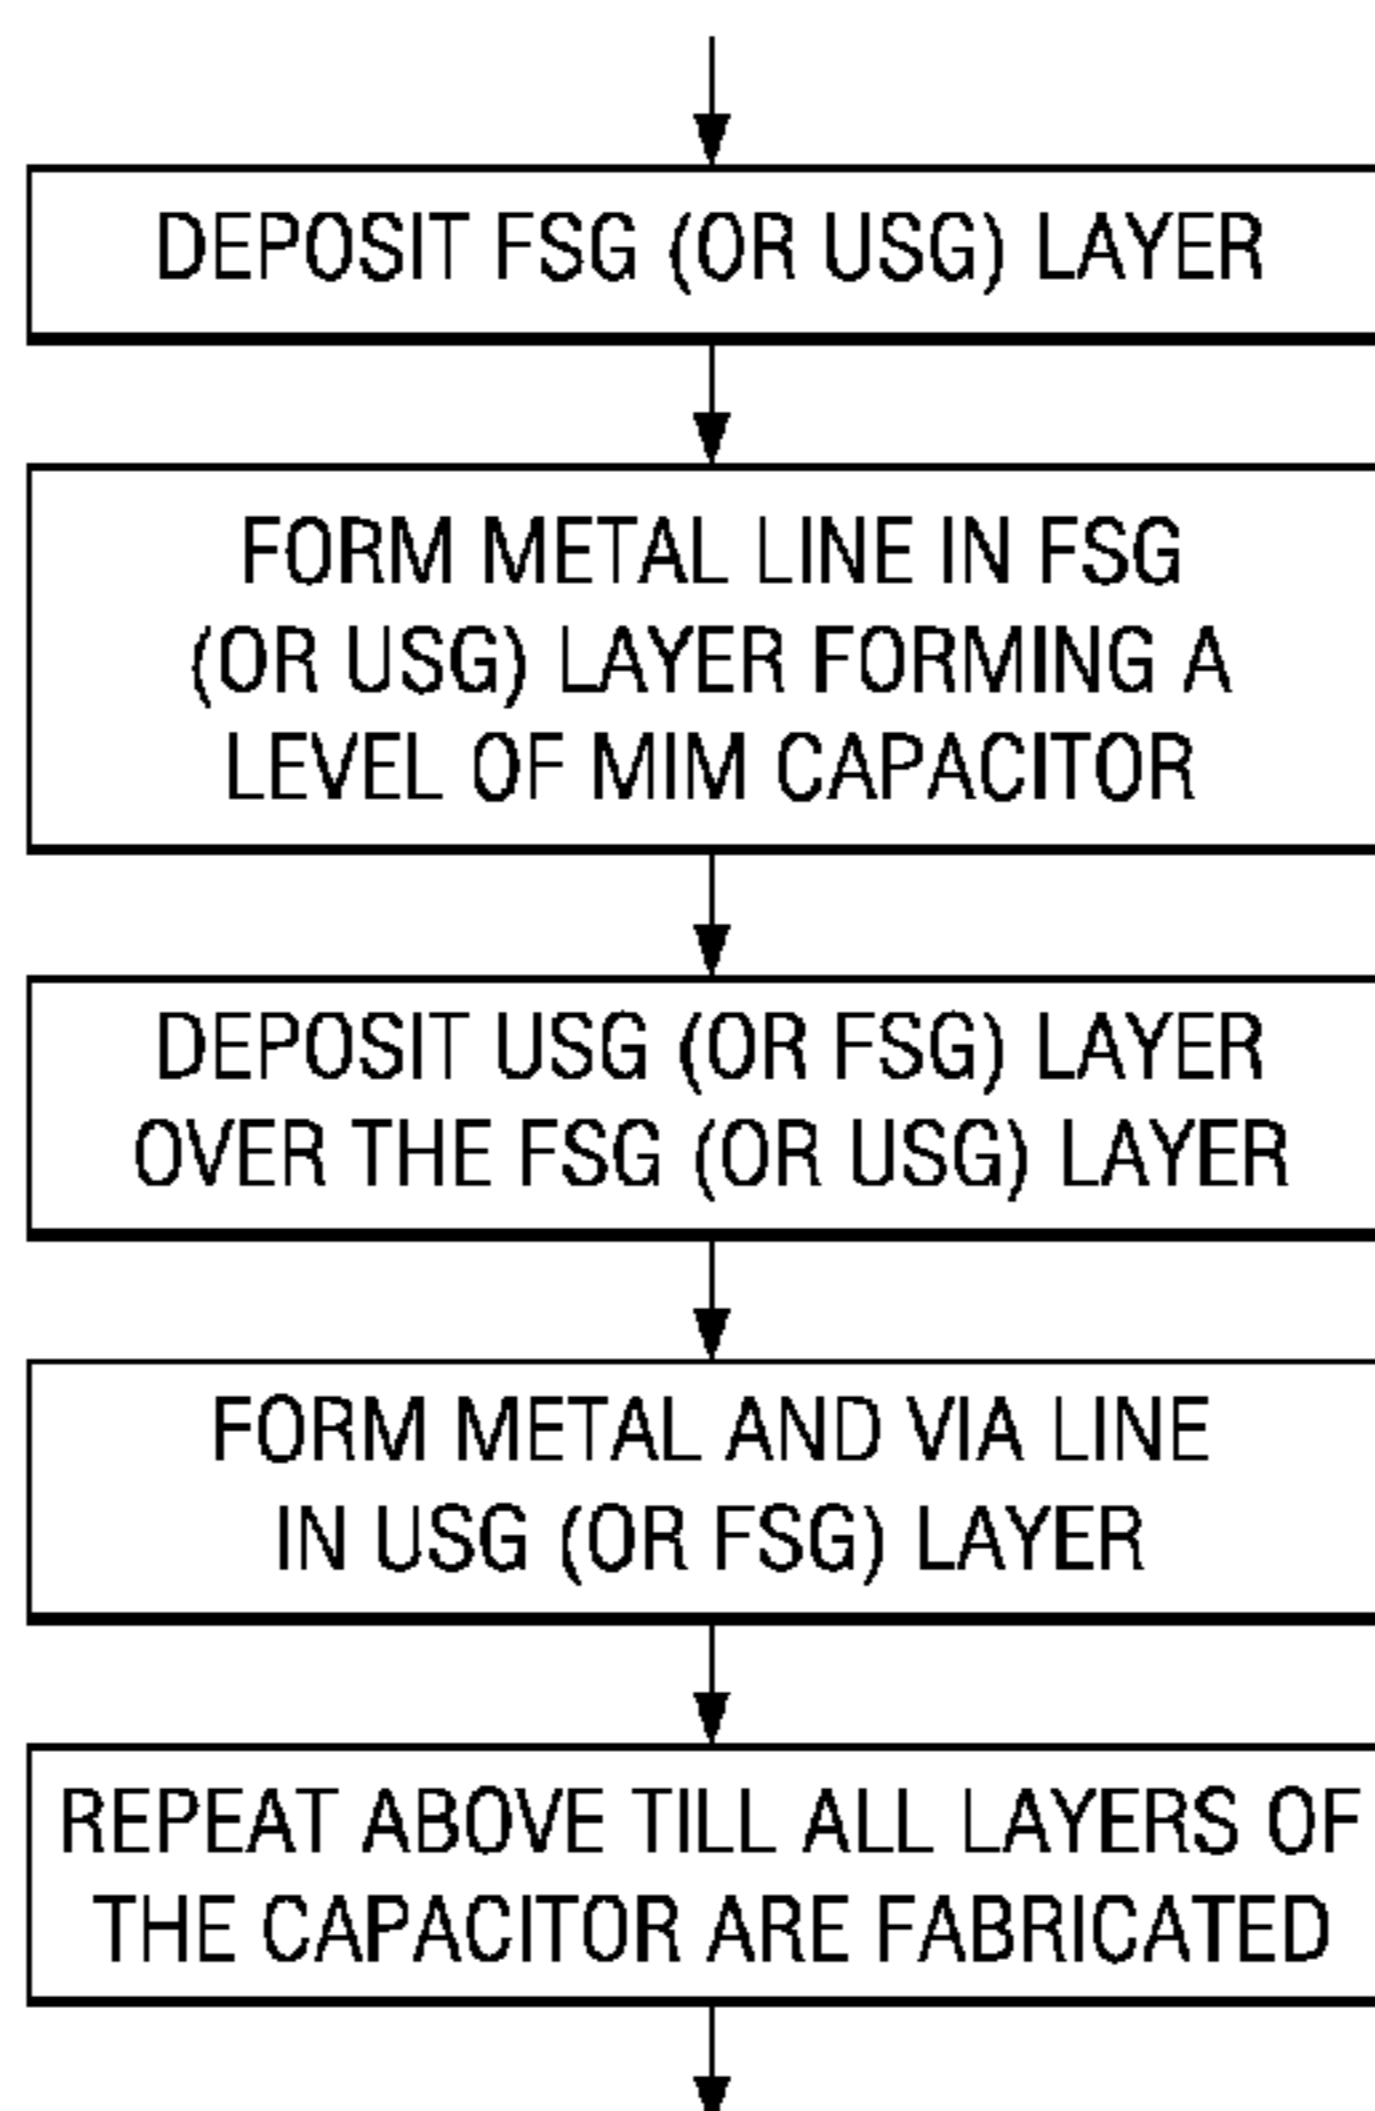 DEPOSIT FSG (OR USG) LAYER
FORM METAL LINE IN FSG
(OR USG) LAYER FORMING A
LEVEL OF MIM CAPACITOR
DEPOSIT USG (OR FSG) LAYER
OVER THE FSG (OR USG) LAYER
FORM METAL AND VIA LINE
IN USG (OR FSG) LAYER
REPEAT ABOVE TILL ALL LAYERS OF
THE CAPACITOR ARE FABRICATED